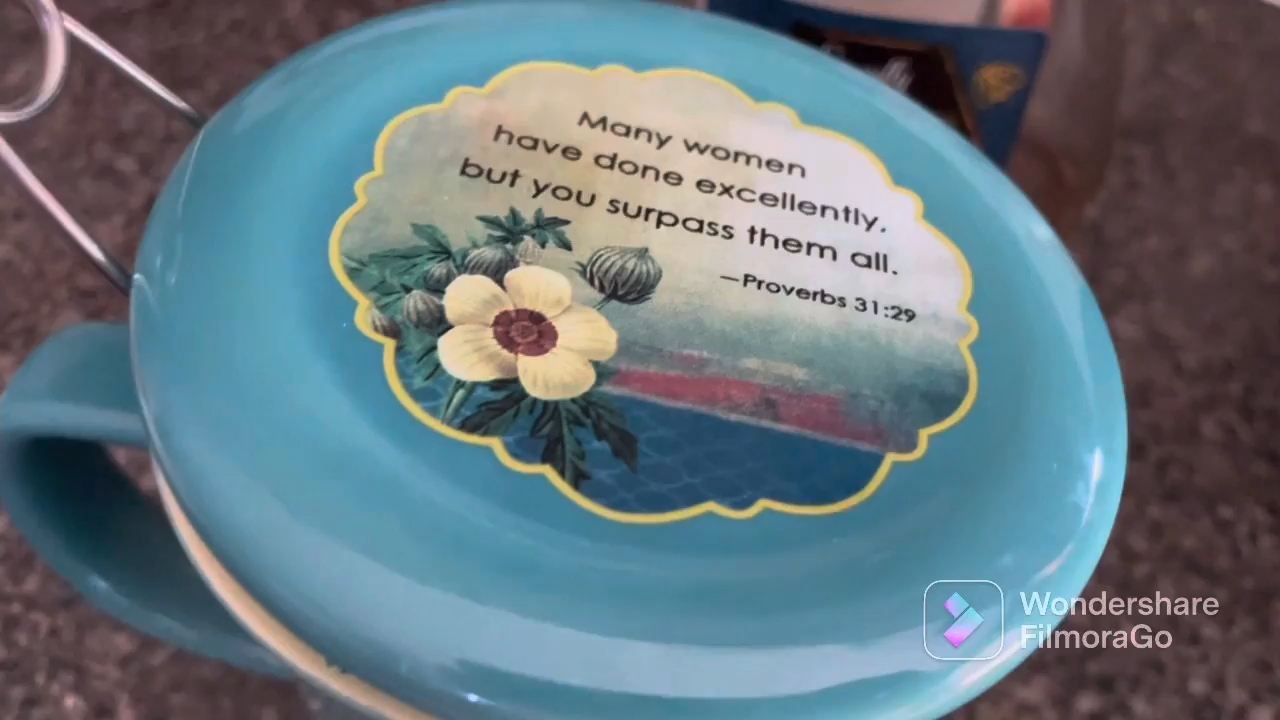 Many women
have done excellently.
but you surpass them all.
—Proverbs 31:29
Wondershare
FilmoraGo